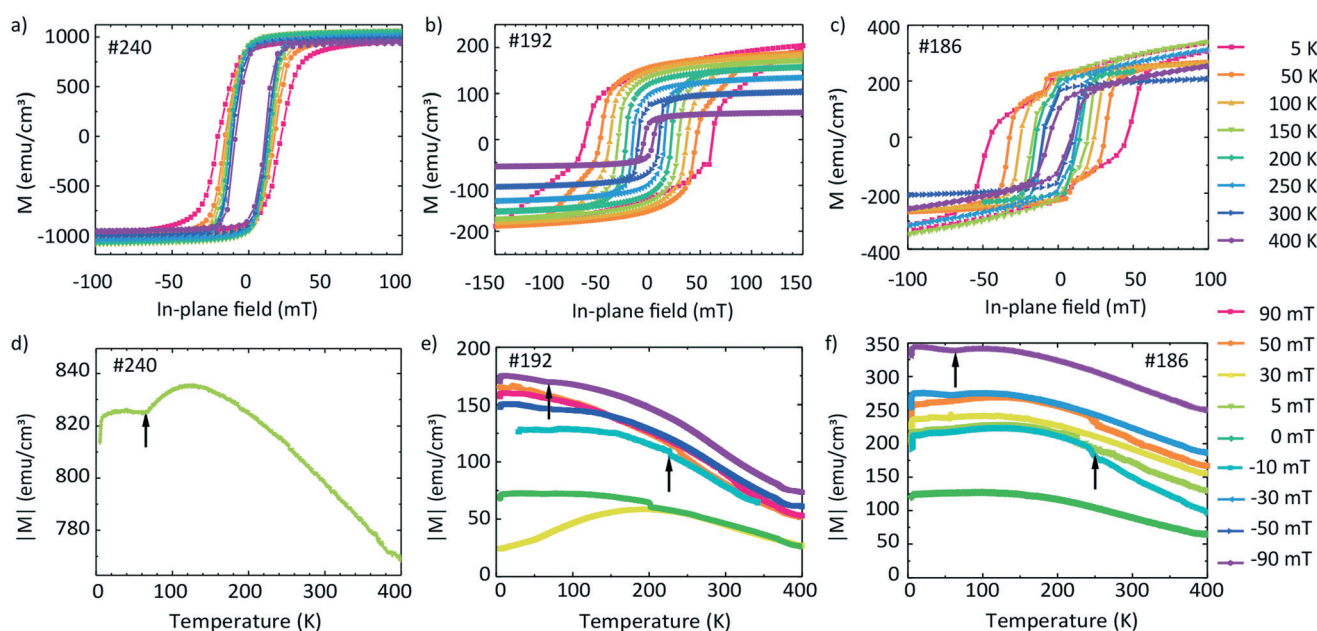 a)
#240
M (emu/cm³)
1000
500
0
-500
-1000
-100
-50
0
50
100
In-plane field (mT)
b)
#192
M (emu/cm³)
200
100
0
-100
-200
-150
-100
-50
0
50
100
150
In-plane field (mT)
c)
#186
M (emu/cm³)
400
200
0
-200
-400
-100
-50
0
50
100
In-plane field (mT)
5 K
50 K
100 K
150 K
200 K
250 K
300 K
400 K
d)
#240
|M| (emu/cm³)
840
820
800
780
0
100
200
300
400
Temperature (K)
e)
#192
|M| (emu/cm³)
200
150
100
50
0
0
100
200
300
400
Temperature (K)
f)
#186
|M| (emu/cm³)
350
300
250
200
150
100
50
0
0
100
200
300
400
Temperature (K)
90 mT
50 mT
30 mT
5 mT
0 mT
-10 mT
-30 mT
-50 mT
-90 mT